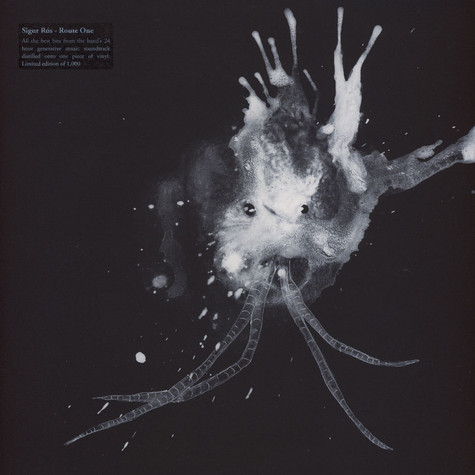 Sigur Rós - Route One
All the best bits from the band's 24
hour generative music soundtrack
distilled onto one piece of vinyl.
Limited edition of 1,000